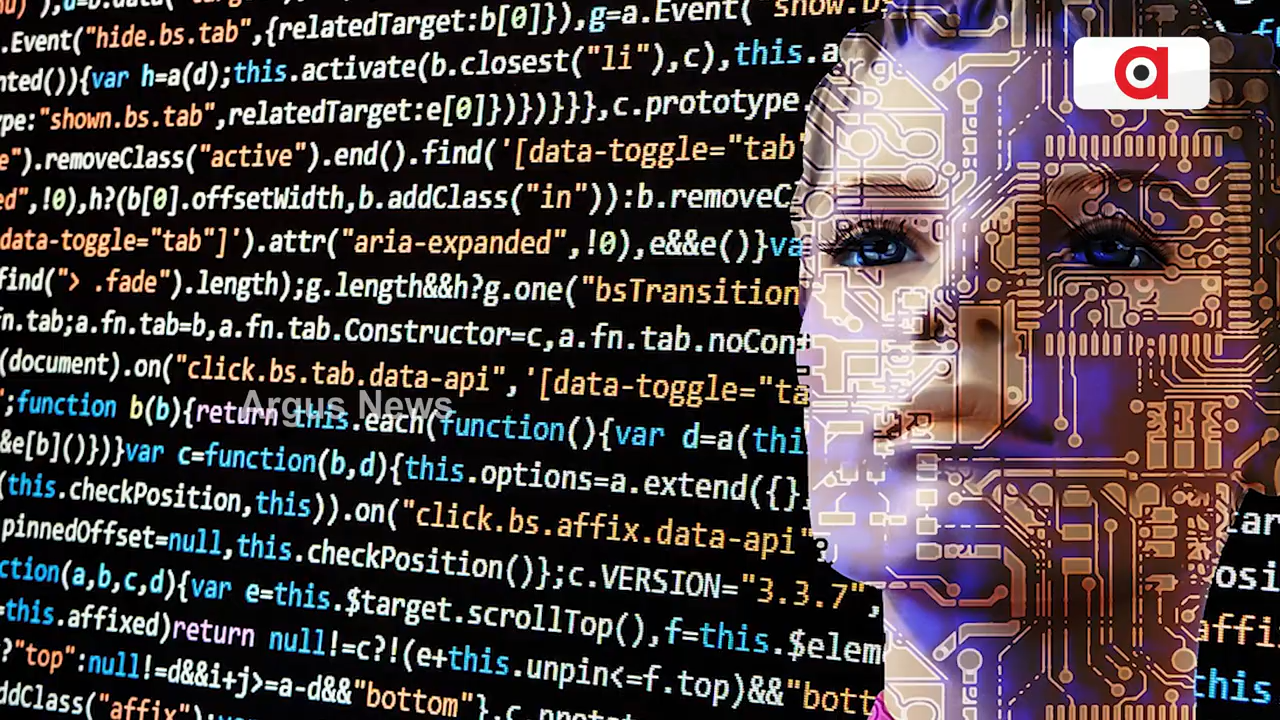 ),d=b.data("target
.Event("hide.bs.tab",{relatedTarget:b[0]}),g=a.Event("show.bs
nted()){var h=a(d);this.activate(b.closest("li"),c),this.a
ype:"shown.bs.tab",relatedTarget:e[0]})})}}},c.prototype.
e").removeClass("active").end().find('[data-toggle="tab"
ed",!0),h?(b[0].offsetWidth,b.addClass("in")):b.removeC
data-toggle="tab"]').attr("aria-expanded",!0),e&&e()}va
find("> .fade").length);g.length&&h?g.one("bsTransition
fn.tab;a.fn.tab=b,a.fn.tab.Constructor=c,a.fn.tab.noCon
(document).on("click.bs.tab.data-api",'[data-toggle="ta
";function b(b){return this.each(function(){var d=a(thi
Argus News
&e[b]()})}var c=function(b,d){this.options=a.extend({},
(this.checkPosition,this)).on("click.bs.affix.data-api"
pinnedOffset=null,this.checkPosition()};c.VERSION="3.3.7",
ction(a,b,c,d){var e=this.$target.scrollTop(),f=this.$elem
=this.affixed)return null!=c?!(e+this.unpin<=f.top)&&"bott
?"top":null!=d&&i+j>=a-d&&"bottom"},c.
ddClass("affix");
a